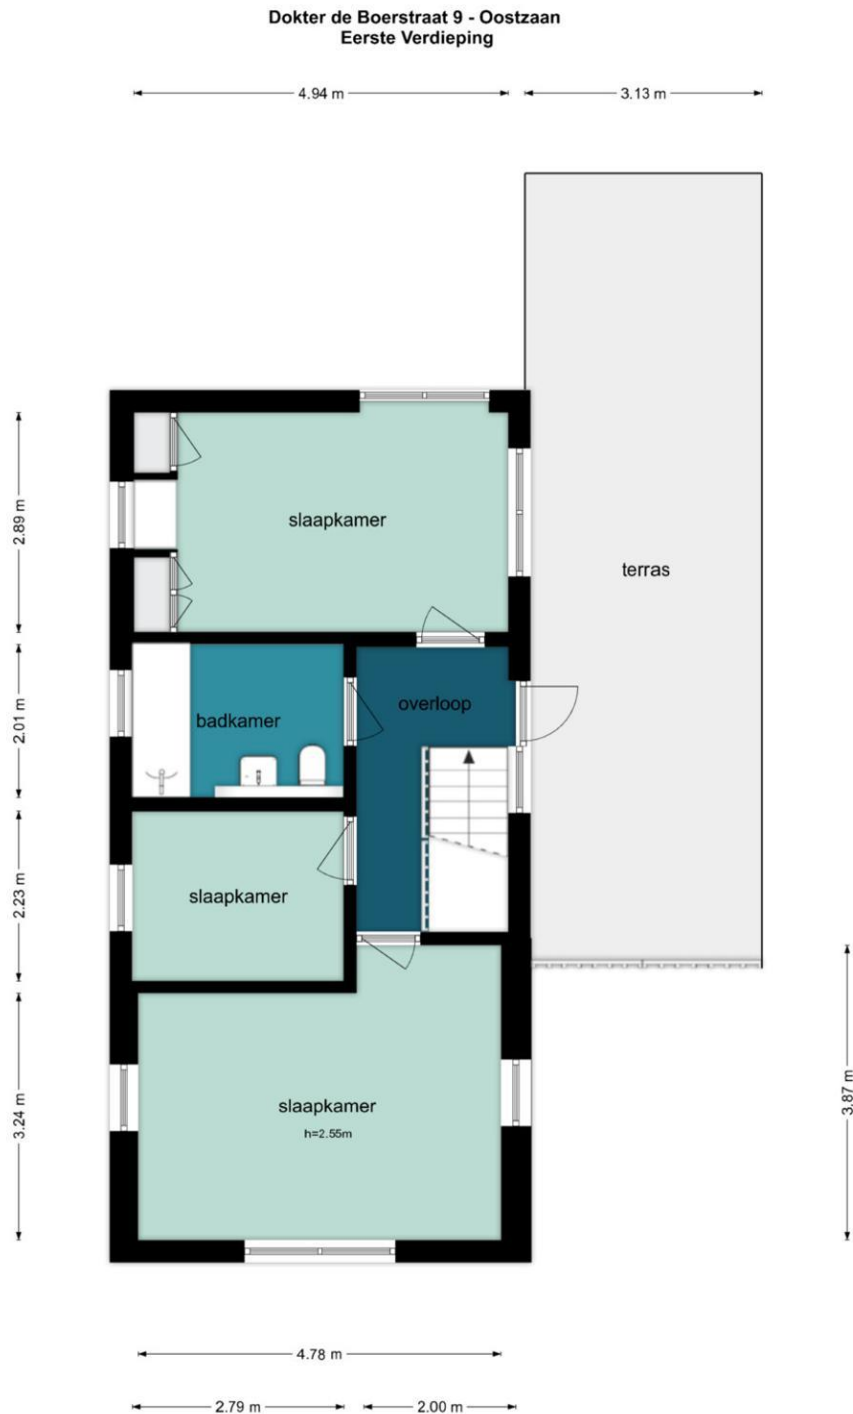 Dokter de Boerstraat 9 - Oostzaan
Eerste Verdieping
4.94 m
3.13 m
2.89 m
slaapkamer
terras
2.01 m
badkamer
overloop
2.23 m
slaapkamer
3.24 m
slaapkamer
h=2.55m
3.87 m
4.78 m
2.79 m
2.00 m